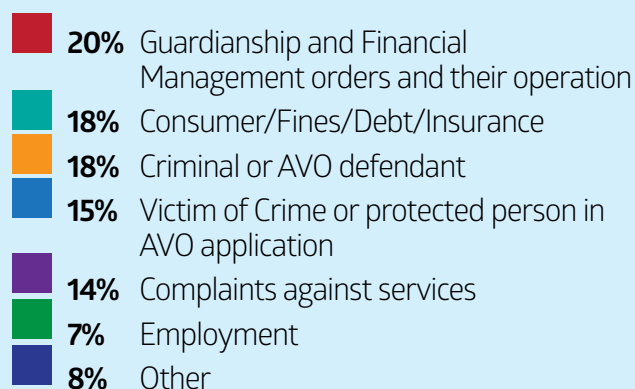 20% Guardianship and Financial
Management orders and their operation
18% Consumer/Fines/Debt/Insurance
18% Criminal or AVO defendant
15% Victim of Crime or protected person in
AVO application
14% Complaints against services
7% Employment
8% Other